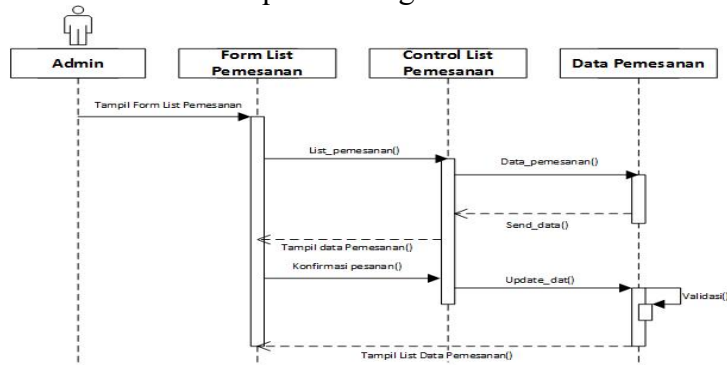 Admin
Form List
Pemesanan
Control List
Pemesanan
Data Pemesanan
Tampil Form List Pemesanan
List_pemesanan()
Data_pemesanan()
Send_data()
Tampil data Pemesanan()
Konfirmasi pesanan()
Update_dat()
Validasi()
Tampil List Data Pemesanan()